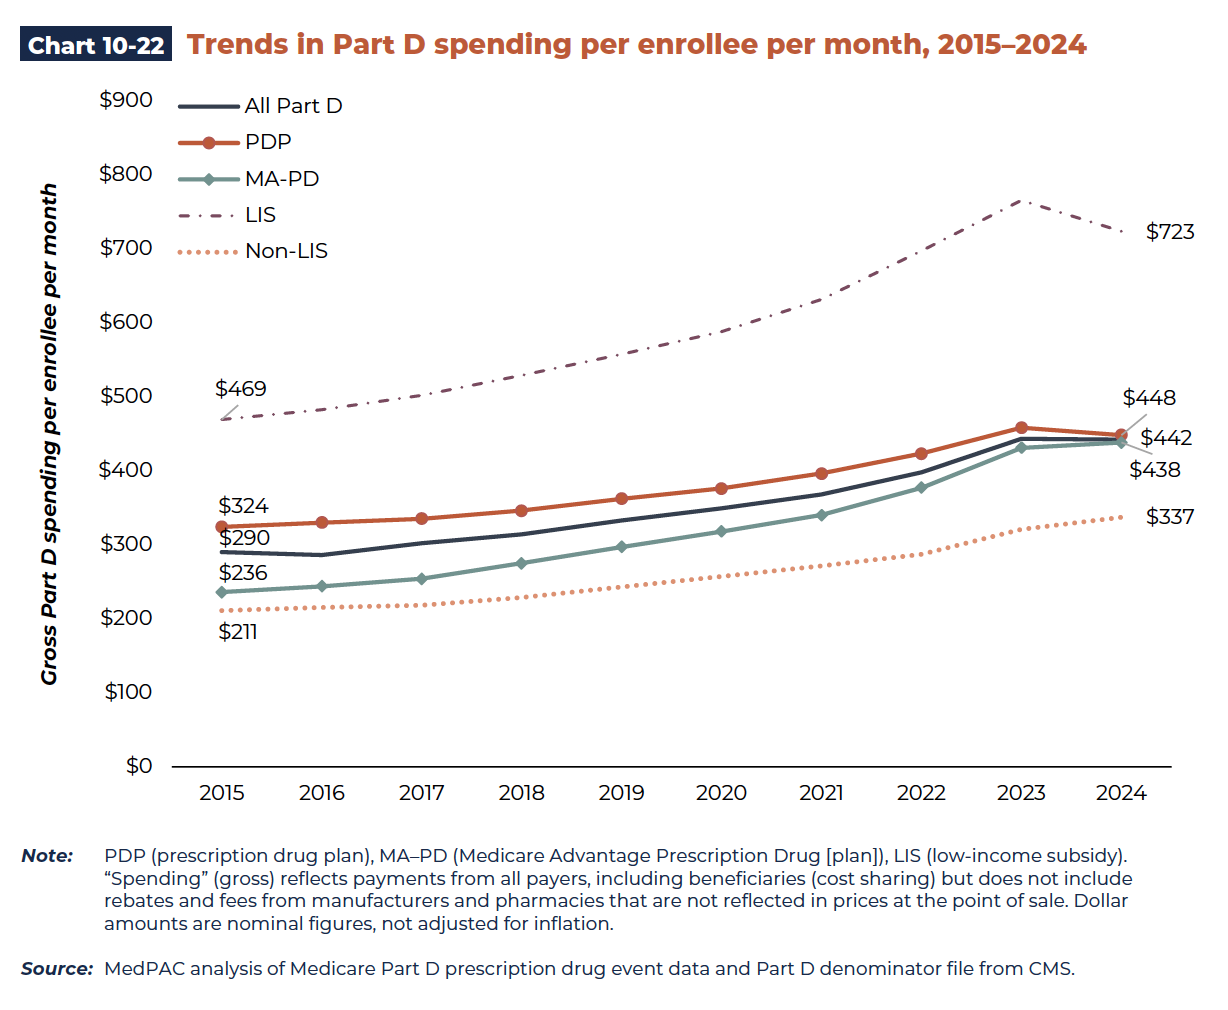 Chart 10-22 Trends in Part D spending per enrollee per month, 2015–2024
Gross Part D spending per enrollee per month
$900
$800
$700
$600
$500
$400
$300
$200
$100
$0
All Part D
PDP
MA-PD
LIS
Non-LIS
$469
$324
$290
$236
$211
$723
$448
$442
$438
$337
2015 2016 2017 2018 2019 2020 2021 2022 2023 2024
Note: PDP (prescription drug plan), MA–PD (Medicare Advantage Prescription Drug [plan]), LIS (low-income subsidy).
“Spending” (gross) reflects payments from all payers, including beneficiaries (cost sharing) but does not include
rebates and fees from manufacturers and pharmacies that are not reflected in prices at the point of sale. Dollar
amounts are nominal figures, not adjusted for inflation.
Source: MedPAC analysis of Medicare Part D prescription drug event data and Part D denominator file from CMS.